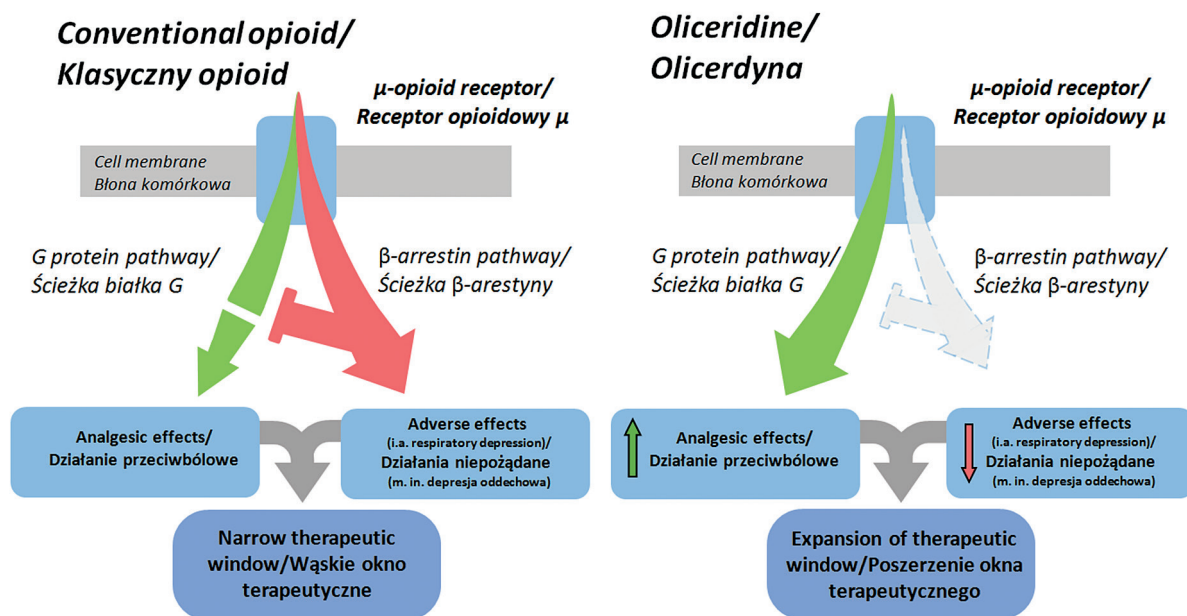 Conventional opioid/
Klasyczny opioid
μ-opioid receptor/
Receptor opioidowy μ
Cell membrane
Błona komórkowa
G protein pathway/
Ścieżka białka G
β-arrestin pathway/
Ścieżka β-arestyny
Analgesic effects/
Działanie przeciwbólowe
Adverse effects
(i.a. respiratory depression)/
Działania niepożądane
(m. in. depresja oddechowa)
Narrow therapeutic
window/Wąskie okno
terapeutyczne
Oliceridine/
Olicerdyna
μ-opioid receptor/
Receptor opioidowy μ
Cell membrane
Błona komórkowa
G protein pathway/
Ścieżka białka G
β-arrestin pathway/
Ścieżka β-arestyny
Analgesic effects/
Działanie przeciwbólowe
Adverse effects
(i.a. respiratory depression)/
Działania niepożądane
(m. in. depresja oddechowa)
Expansion of therapeutic
window/Poszerzenie okna
terapeutycznego